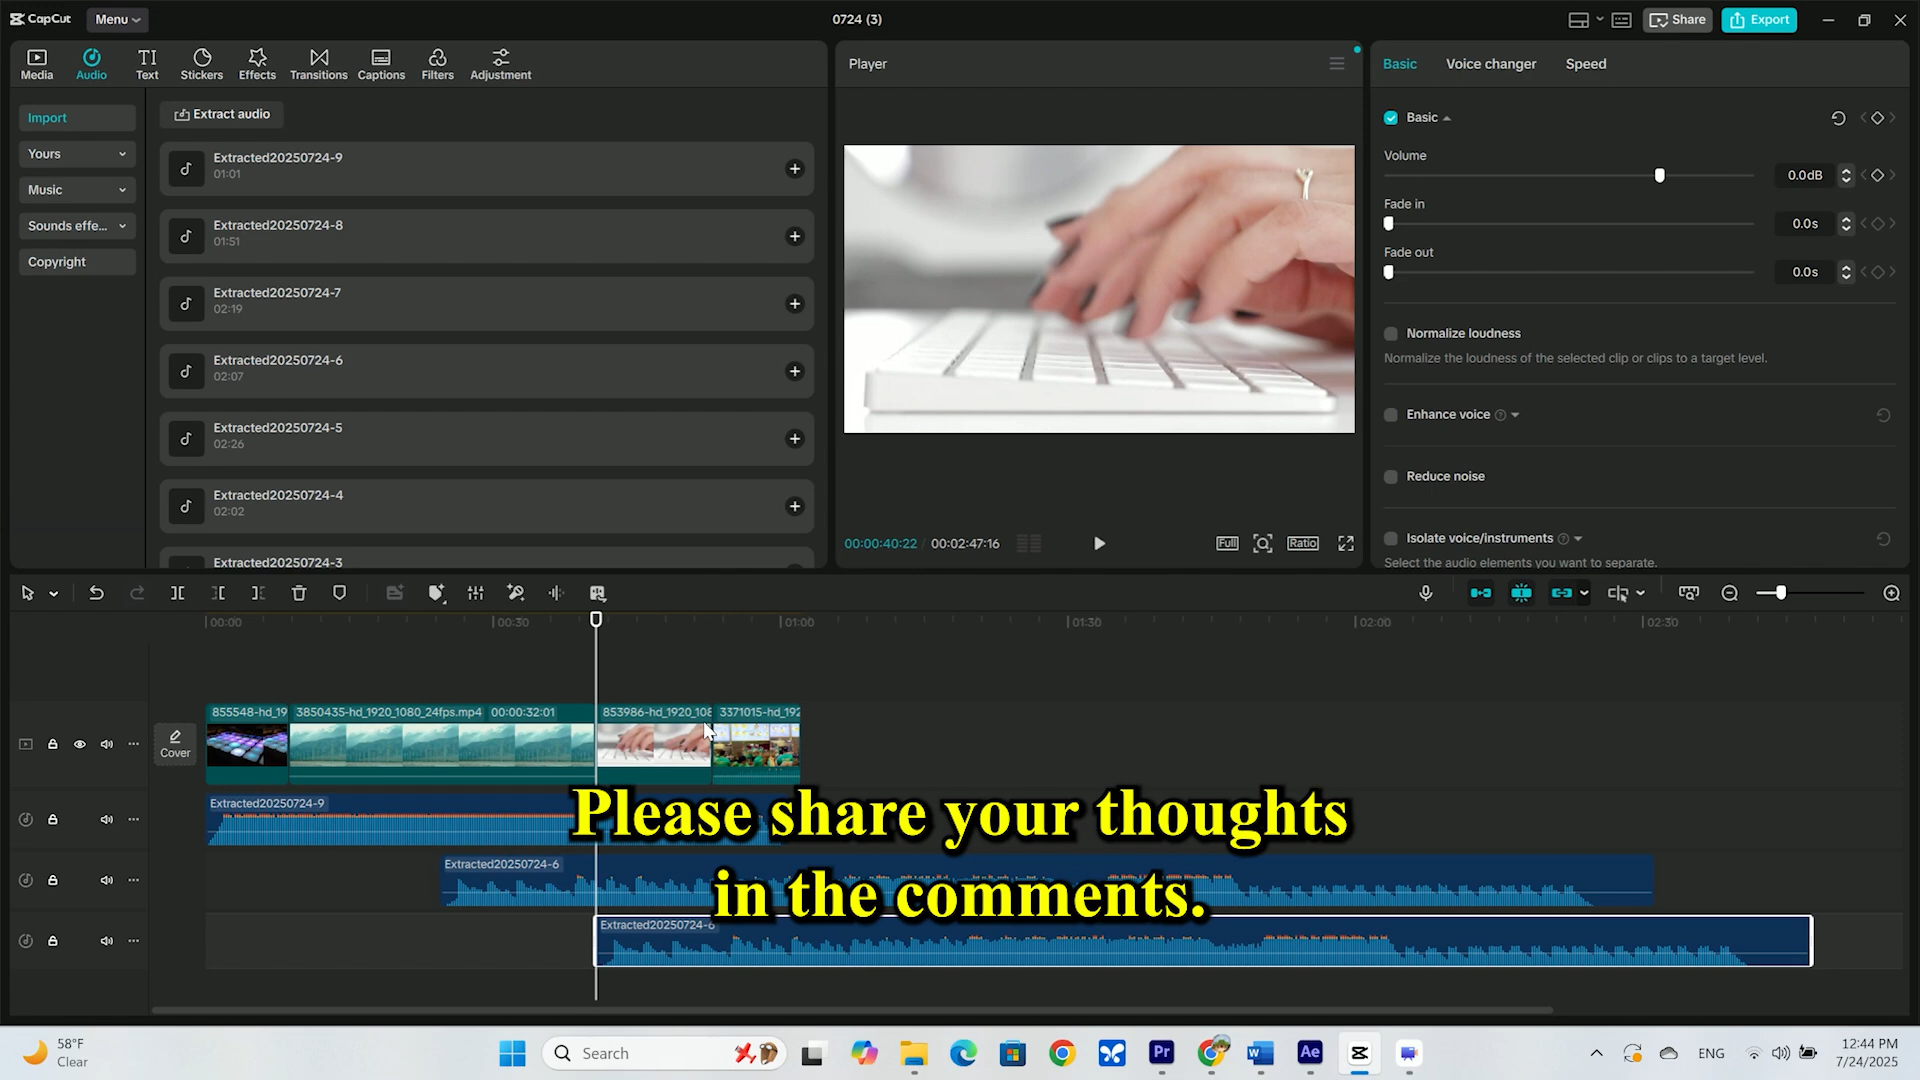 CapCut
Menu
0724 (3)
Share
Export
Media
Audio
Text
Stickers
Effects
Transitions
Captions
Filters
Adjustment
Import
Yours
Music
Sounds effe...
Copyright
Extract audio
Extracted20250724-9
01:01
Extracted20250724-8
01:51
Extracted20250724-7
02:19
Extracted20250724-6
02:07
Extracted20250724-5
02:26
Extracted20250724-4
02:02
Extracted20250724-3
Player
00:00:40:22 / 00:02:47:16
Full
Ratio
Basic
Voice changer
Speed
Basic
Volume
0.0dB
Fade in
0.0s
Fade out
0.0s
Normalize loudness
Normalize the loudness of the selected clip or clips to a target level.
Enhance voice
Reduce noise
Isolate voice/instruments
Select the audio elements you want to separate.
00:00
00:30
01:00
01:30
02:00
02:30
855548-hd_19
3850435-hd_1920_1080_24fps.mp4 00:00:32:01
853986-hd_1920_108
3371015-hd_192
Cover
Extracted20250724-9
Extracted20250724-6
Extracted20250724-6
Please share your thoughts
in the comments.
58°F
Clear
Search
Pr
Ae
ENG
12:44 PM
7/24/2025